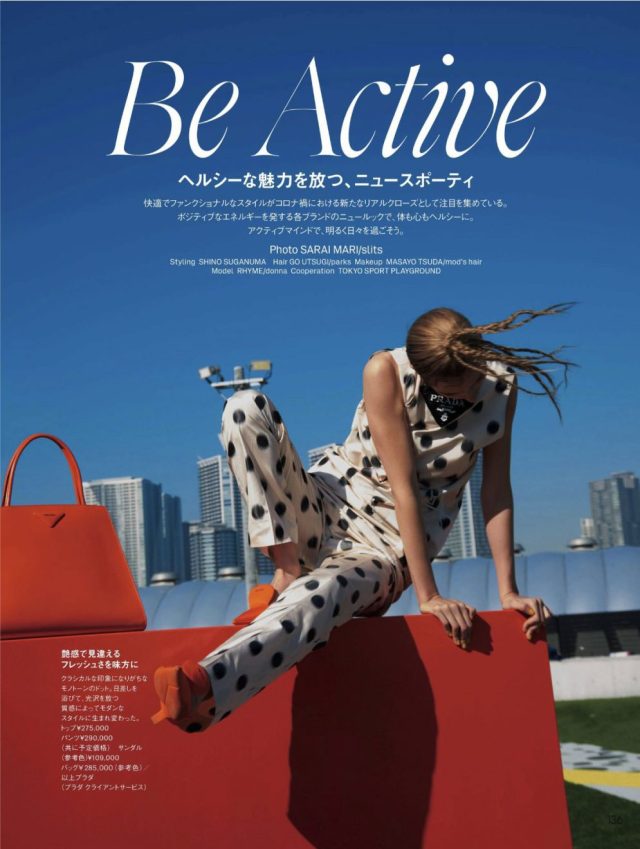 Be Active
ヘルシーな魅力を放つ、ニュースポーティ
快適でファンクショナルなスタイルがコロナ禍における新たなリアルクローズとして注目を集めている。
ポジティブなエネルギーを発する各ブランドのニュールックで、体も心もヘルシーに。
アクティブマインドで、明るく日々を過ごそう。
Photo SARAI MARI/slits
Styling SHINO SUGANUMA Hair GO UTSUGI/parks Makeup MASAYO TSUDA/mod's hair
Model RHYME/donna Cooperation TOKYO SPORT PLAYGROUND
PRADA
艶感で見違える
フレッシュさを味方に
クラシカルな印象になりがちな
モノトーンのドット。日差しを
浴びて、光沢を放つ
質感によってモダンな
スタイルに生まれ変わった。
トップ¥275,000
パンツ¥290,000
(共に予定価格) サンダル
(参考色)¥109,000
バッグ¥285,000(参考色)/
以上プラダ
(プラダ クライアントサービス)
136